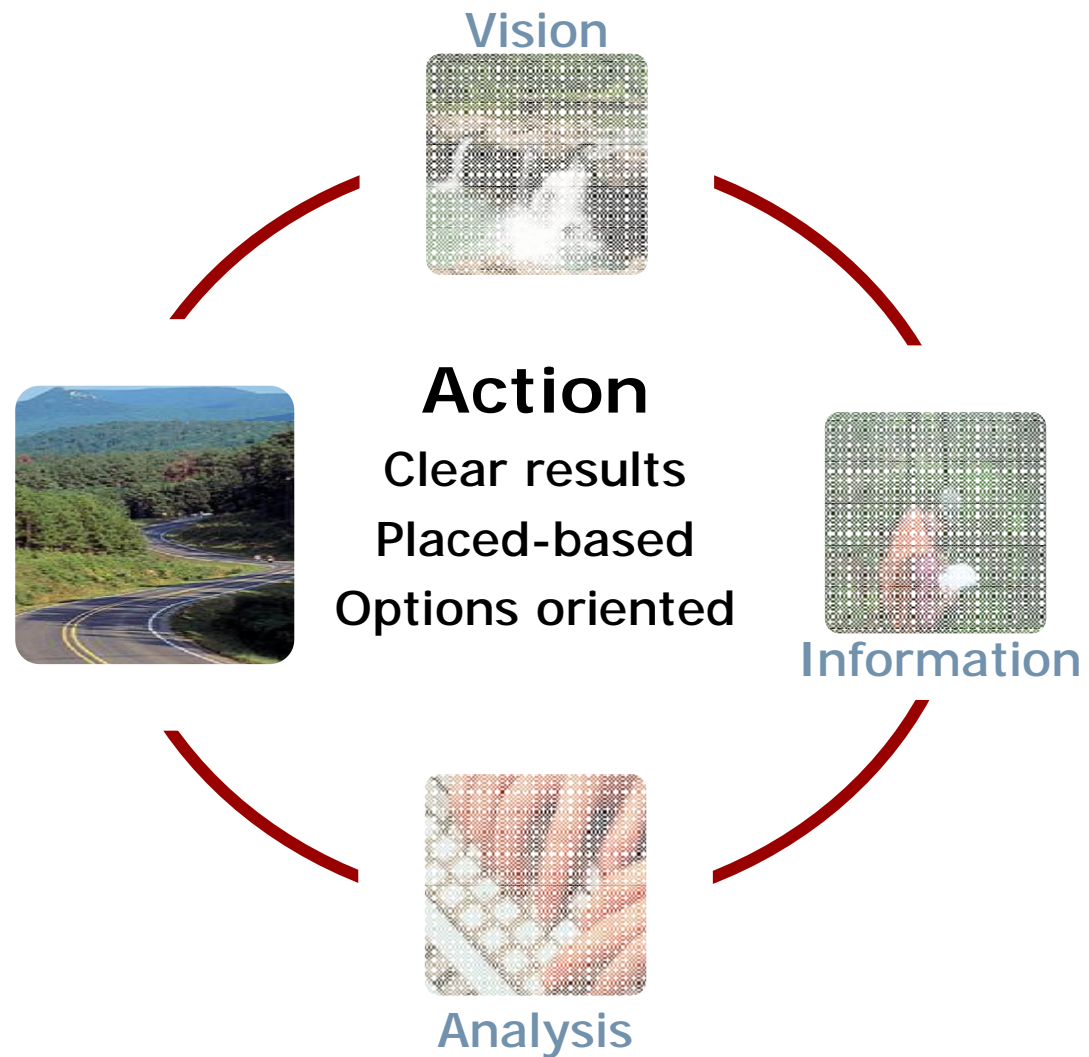 Vision
Action
Clear results
Placed-based
Options oriented
Information
Analysis